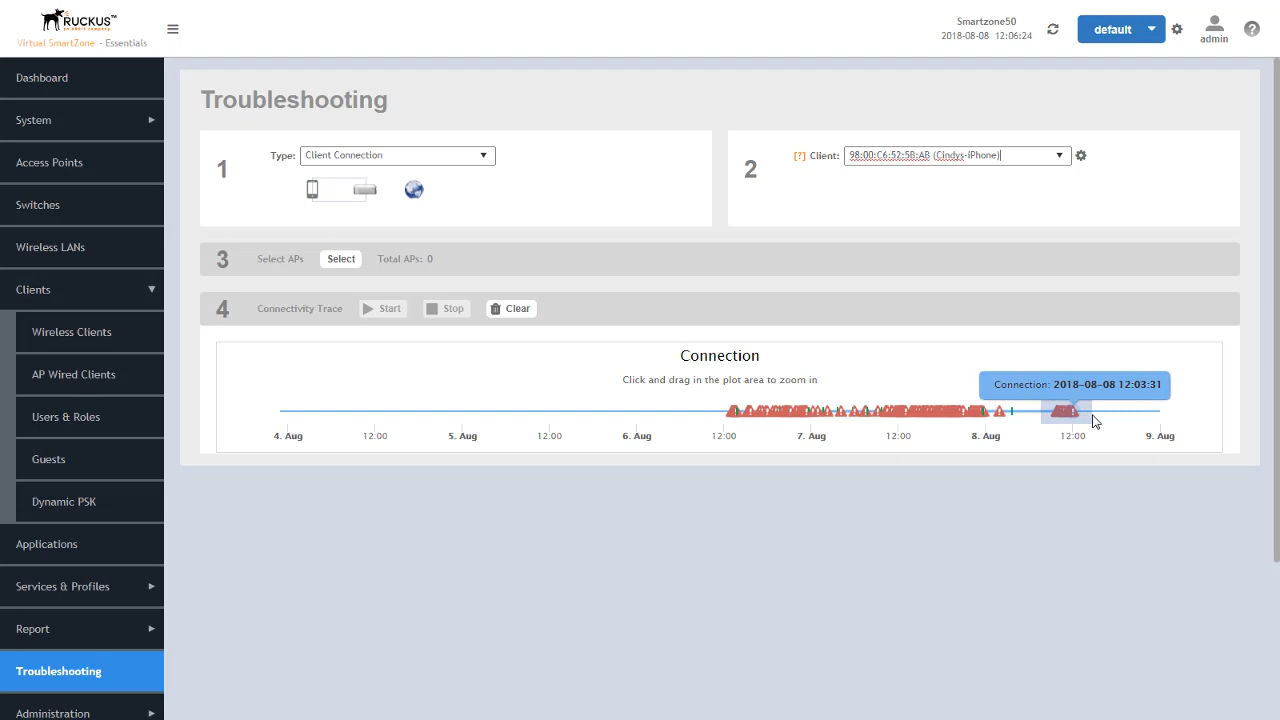 RUCKUS™
an ARRIS company
Virtual SmartZone - Essentials
Smartzone50
2018-08-08 12:06:24
default
admin
?
Dashboard
System
Access Points
Switches
Wireless LANs
Clients
Wireless Clients
AP Wired Clients
Users & Roles
Guests
Dynamic PSK
Applications
Services & Profiles
Report
Troubleshooting
Administration
Troubleshooting
1
Type: Client Connection
2
[?] Client: 98:00:C6:52:5B:AB (Cindys-iPhone)
3 Select APs Select Total APs: 0
4 Connectivity Trace Start Stop Clear
Connection
Click and drag in the plot area to zoom in
Connection: 2018-08-08 12:03:31
4. Aug 12:00 5. Aug 12:00 6. Aug 12:00 7. Aug 12:00 8. Aug 12:00 9. Aug